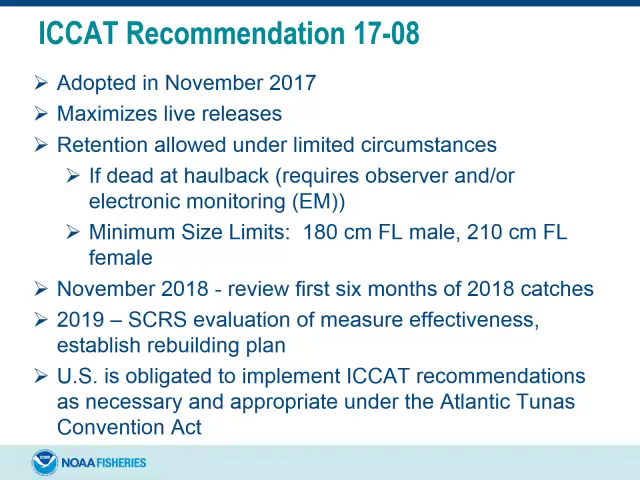 ICCAT Recommendation 17-08
➢ Adopted in November 2017
➢ Maximizes live releases
➢ Retention allowed under limited circumstances
➢ If dead at haulback (requires observer and/or
electronic monitoring (EM))
➢ Minimum Size Limits:  180 cm FL male, 210 cm FL
female
➢ November 2018 - review first six months of 2018 catches
➢ 2019 – SCRS evaluation of measure effectiveness,
establish rebuilding plan
➢ U.S. is obligated to implement ICCAT recommendations
as necessary and appropriate under the Atlantic Tunas
Convention Act
NOAA FISHERIES